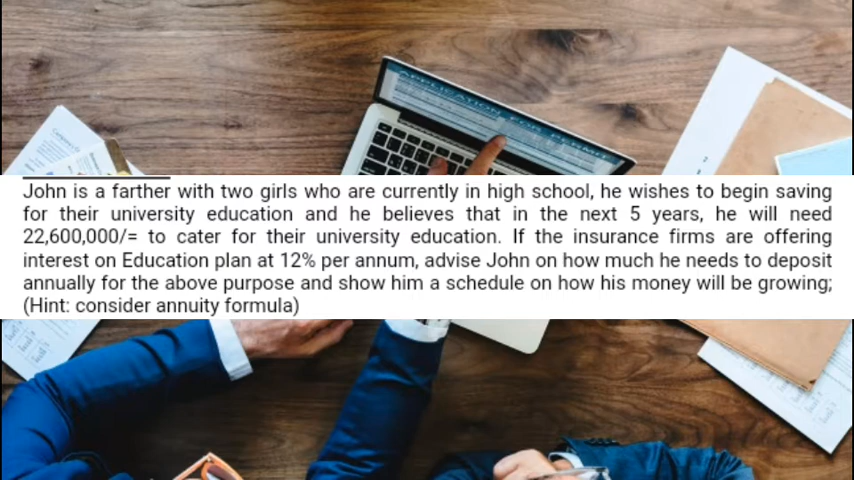 APPLICATION FOR PERMIT
John is a farther with two girls who are currently in high school, he wishes to begin saving
for their university education and he believes that in the next 5 years, he will need
22,600,000/= to cater for their university education. If the insurance firms are offering
interest on Education plan at 12% per annum, advise John on how much he needs to deposit
annually for the above purpose and show him a schedule on how his money will be growing;
(Hint: consider annuity formula)